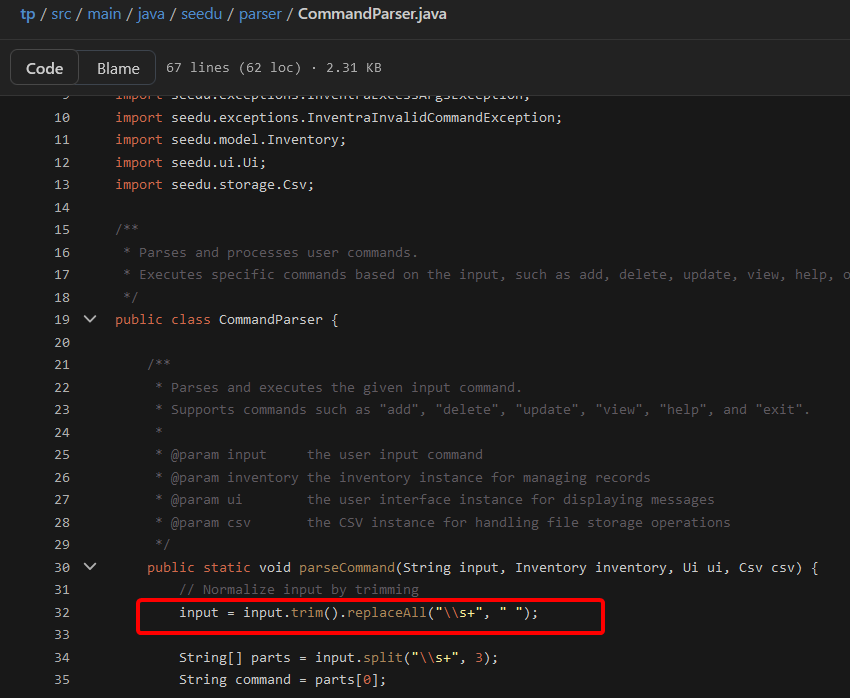 tp / src / main / java / seedu / parser / CommandParser.java
Code Blame 67 lines (62 loc) · 2.31 KB
9 import seedu.exceptions.InventraExcessArgsException;
10 import seedu.exceptions.InventraInvalidCommandException;
11 import seedu.model.Inventory;
12 import seedu.ui.Ui;
13 import seedu.storage.Csv;
14
15 /**
16 * Parses and processes user commands.
17 * Executes specific commands based on the input, such as add, delete, update, view, help, o
18 */
19 public class CommandParser {
20
21 /**
22 * Parses and executes the given input command.
23 * Supports commands such as "add", "delete", "update", "view", "help", and "exit".
24 *
25 * @param input the user input command
26 * @param inventory the inventory instance for managing records
27 * @param ui the user interface instance for displaying messages
28 * @param csv the CSV instance for handling file storage operations
29 */
30 public static void parseCommand(String input, Inventory inventory, Ui ui, Csv csv) {
31 // Normalize input by trimming
32 input = input.trim().replaceAll("\\s+", " ");
33
34 String[] parts = input.split("\\s+", 3);
35 String command = parts[0];